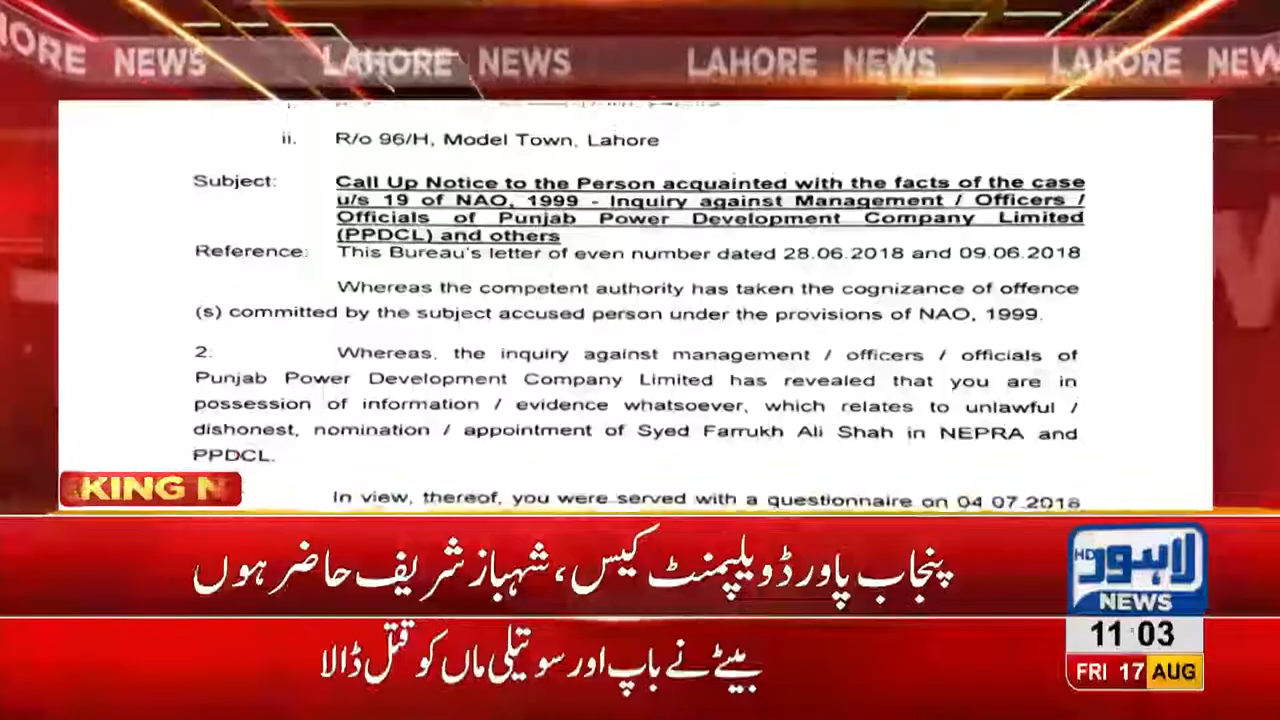 LAHORE NEWS LAHORE NEWS LAHORE NEWS LAHORE NEW
ii. R/o 96/H, Model Town, Lahore
Subject: Call Up Notice to the Person acquainted with the facts of the case
u/s 19 of NAO, 1999 - Inquiry against Management / Officers /
Officials of Punjab Power Development Company Limited
(PPDCL) and others
Reference: This Bureau's letter of even number dated 28.06.2018 and 09.06.2018
Whereas the competent authority has taken the cognizance of offence
(s) committed by the subject accused person under the provisions of NAO, 1999.
2. Whereas, the inquiry against management / officers / officials of
Punjab Power Development Company Limited has revealed that you are in
possession of information / evidence whatsoever, which relates to unlawful /
dishonest, nomination / appointment of Syed Farrukh Ali Shah in NEPRA and
PPDCL.
In view, thereof, you were served with a questionnaire on 04.07.2018
KING N
پنجاب پاور ڈویلپمنٹ کیس، شہباز شریف حاضر ہوں
بیٹے نے باپ اور سوتیلی ماں کو قتل ڈالا
HD لاہور
NEWS
11 03
FRI 17 AUG